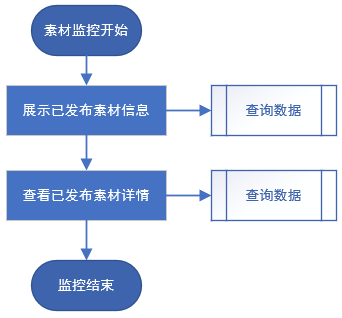 素材监控开始
展示已发布素材信息
查询数据
查看已发布素材详情
查询数据
监控结束